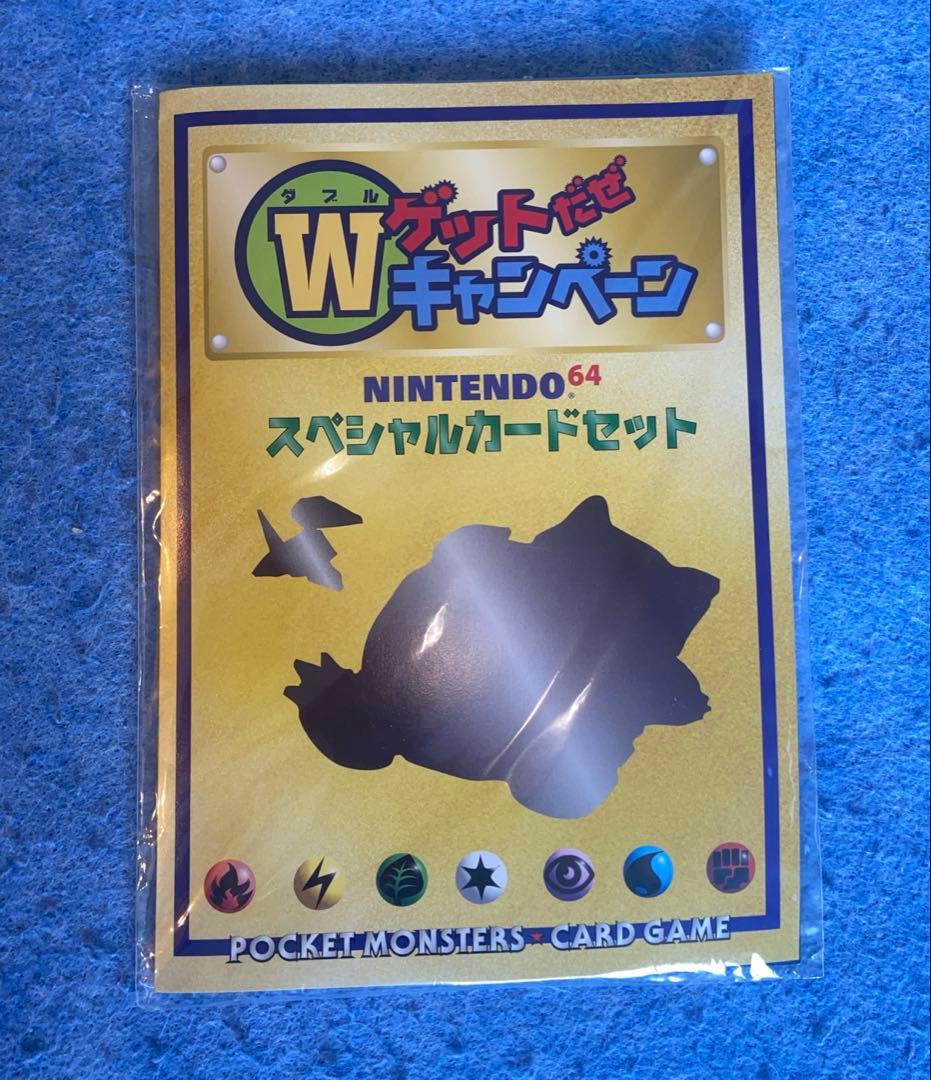 ダブル
W
ゲットだぜ
キャンペーン
NINTENDO64®
スペシャルカードセット
POCKET MONSTERS★CARD GAME